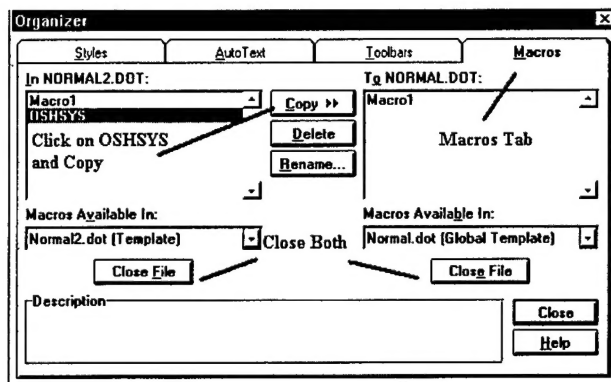 Organizer
Styles AutoText Toolbars Macros
In NORMAL2.DOT: To NORMAL.DOT:
Macro1 Copy ►► Macro1
OSHSYS
Click on OSHSYS Delete Macros Tab
and Copy
Rename...
Macros Available In: Macros Available In:
Normal2.dot (Template) Close Both Normal.dot (Global Template)
Close File Close File
Description
Close
Help